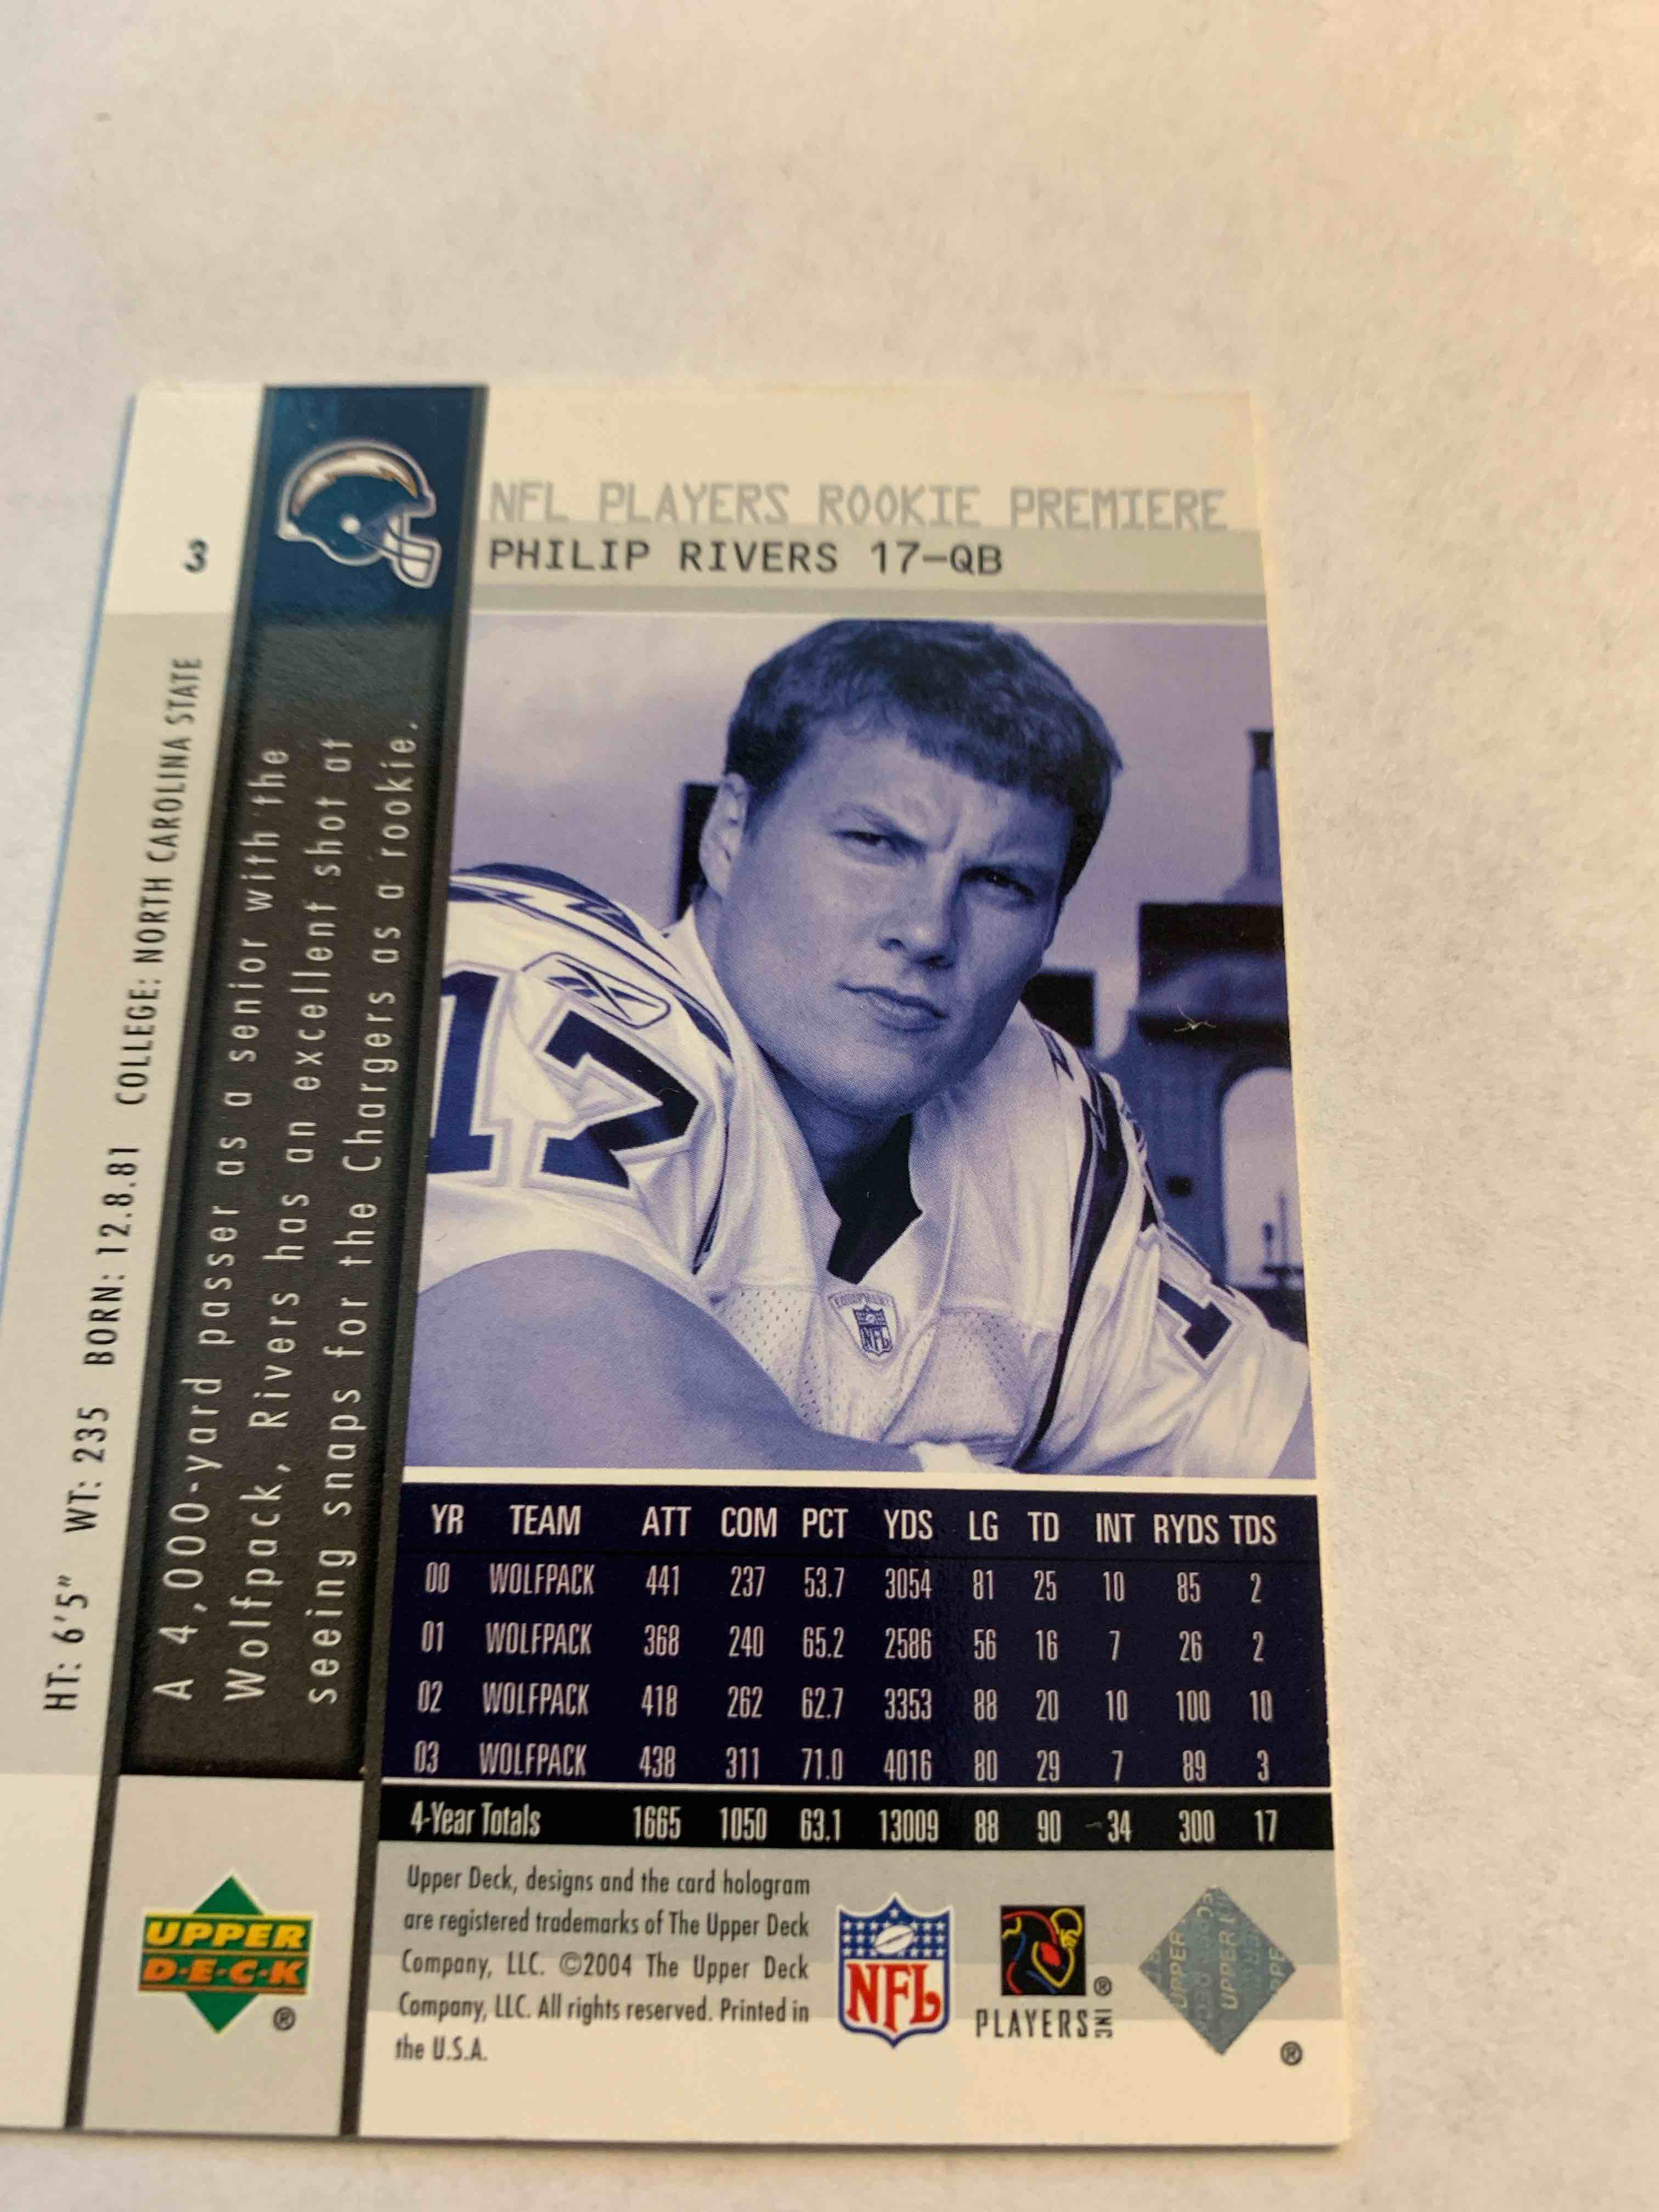 3
NFL PLAYERS ROOKIE PREMIERE
PHILIP RIVERS 17-QB
HT: 6'5" WT: 235 BORN: 12.8.81 COLLEGE: NORTH CAROLINA STATE
A 4,000-yard passer as a senior with the
Wolfpack, Rivers has an excellent shot at
seeing snaps for the Chargers as a rookie.
17
EQUIPMENT
NFL
1
YR TEAM ATT COM PCT YDS LG TD INT RYDS TDS
00 WOLFPACK 441 237 53.7 3054 81 25 10 85 2
01 WOLFPACK 368 240 65.2 2586 56 16 7 26 2
02 WOLFPACK 418 262 62.7 3353 88 20 10 100 10
03 WOLFPACK 438 311 71.0 4016 80 29 7 89 3
4-Year Totals 1665 1050 63.1 13009 88 90 34 300 17
UPPER
D·E·C·K
®
Upper Deck, designs and the card hologram
are registered trademarks of The Upper Deck
Company, LLC. ©2004 The Upper Deck
Company, LLC. All rights reserved. Printed in
the U.S.A.
NFL
®
PLAYERS INC
UPPER
UPPER
®